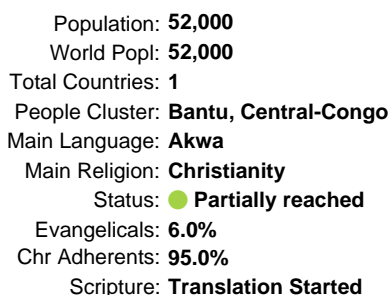 Population: 52,000
World Popl: 52,000
Total Countries: 1
People Cluster: Bantu, Central-Congo
Main Language: Akwa
Main Religion: Christianity
Status: Partially reached
Evangelicals: 6.0%
Chr Adherents: 95.0%
Scripture: Translation Started